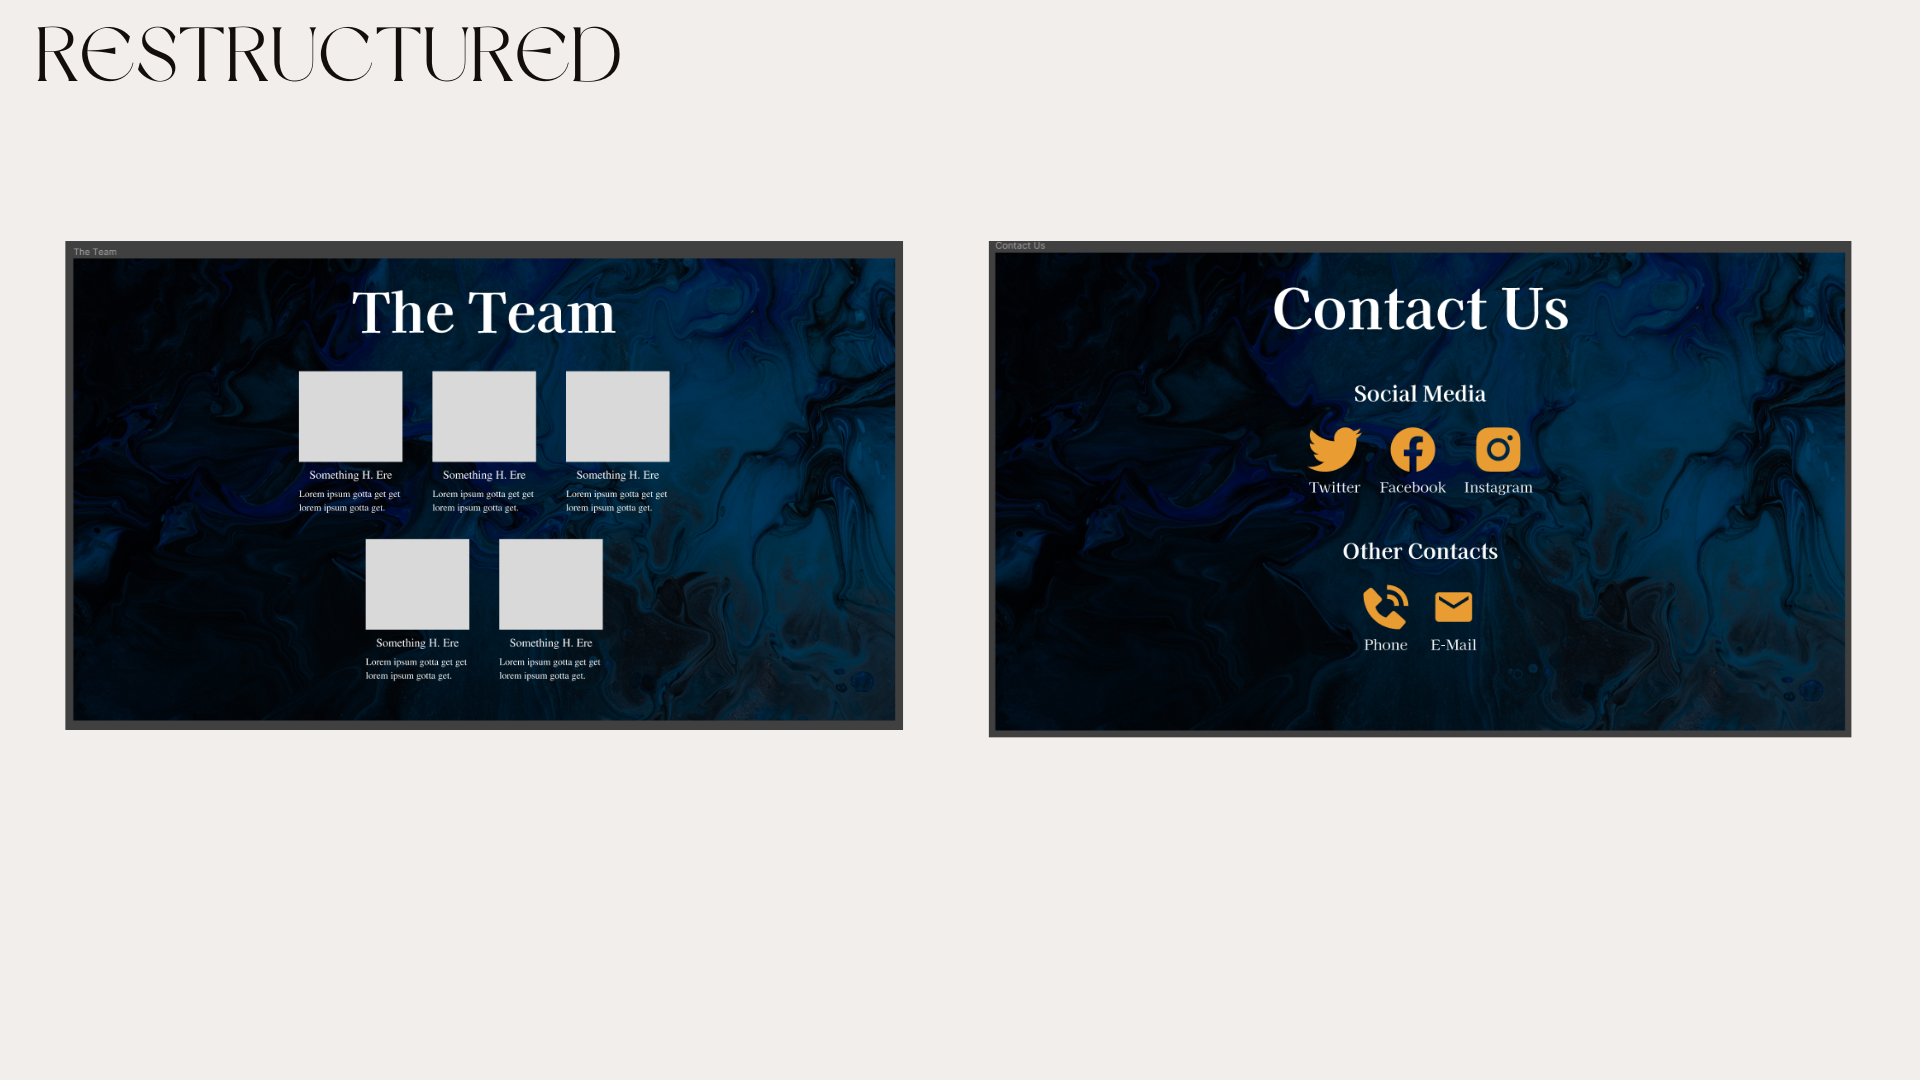 RESTRUCTURED
The Team
The Team
Something H. Ere
Lorem ipsum gotta get get
lorem ipsum gotta get.
Something H. Ere
Lorem ipsum gotta get get
lorem ipsum gotta get.
Something H. Ere
Lorem ipsum gotta get get
lorem ipsum gotta get.
Something H. Ere
Lorem ipsum gotta get get
lorem ipsum gotta get.
Something H. Ere
Lorem ipsum gotta get get
lorem ipsum gotta get.
Contact Us
Contact Us
Social Media
Twitter Facebook Instagram
Other Contacts
Phone E-Mail